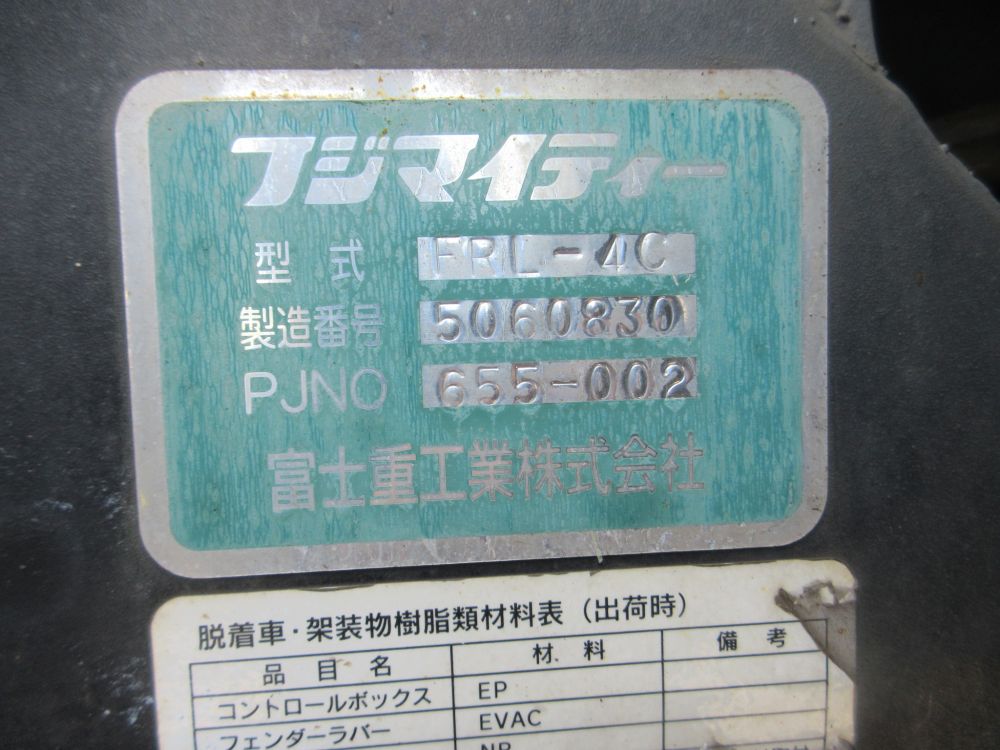 フジマイティー
型式 FRL-4C
製造番号 5060830
PJNO 655-002
富士重工業株式会社
脱着車・架装物樹脂類材料表（出荷時）
品目名 材料 備考
コントロールボックス EP
フェンダーラバー EVAC